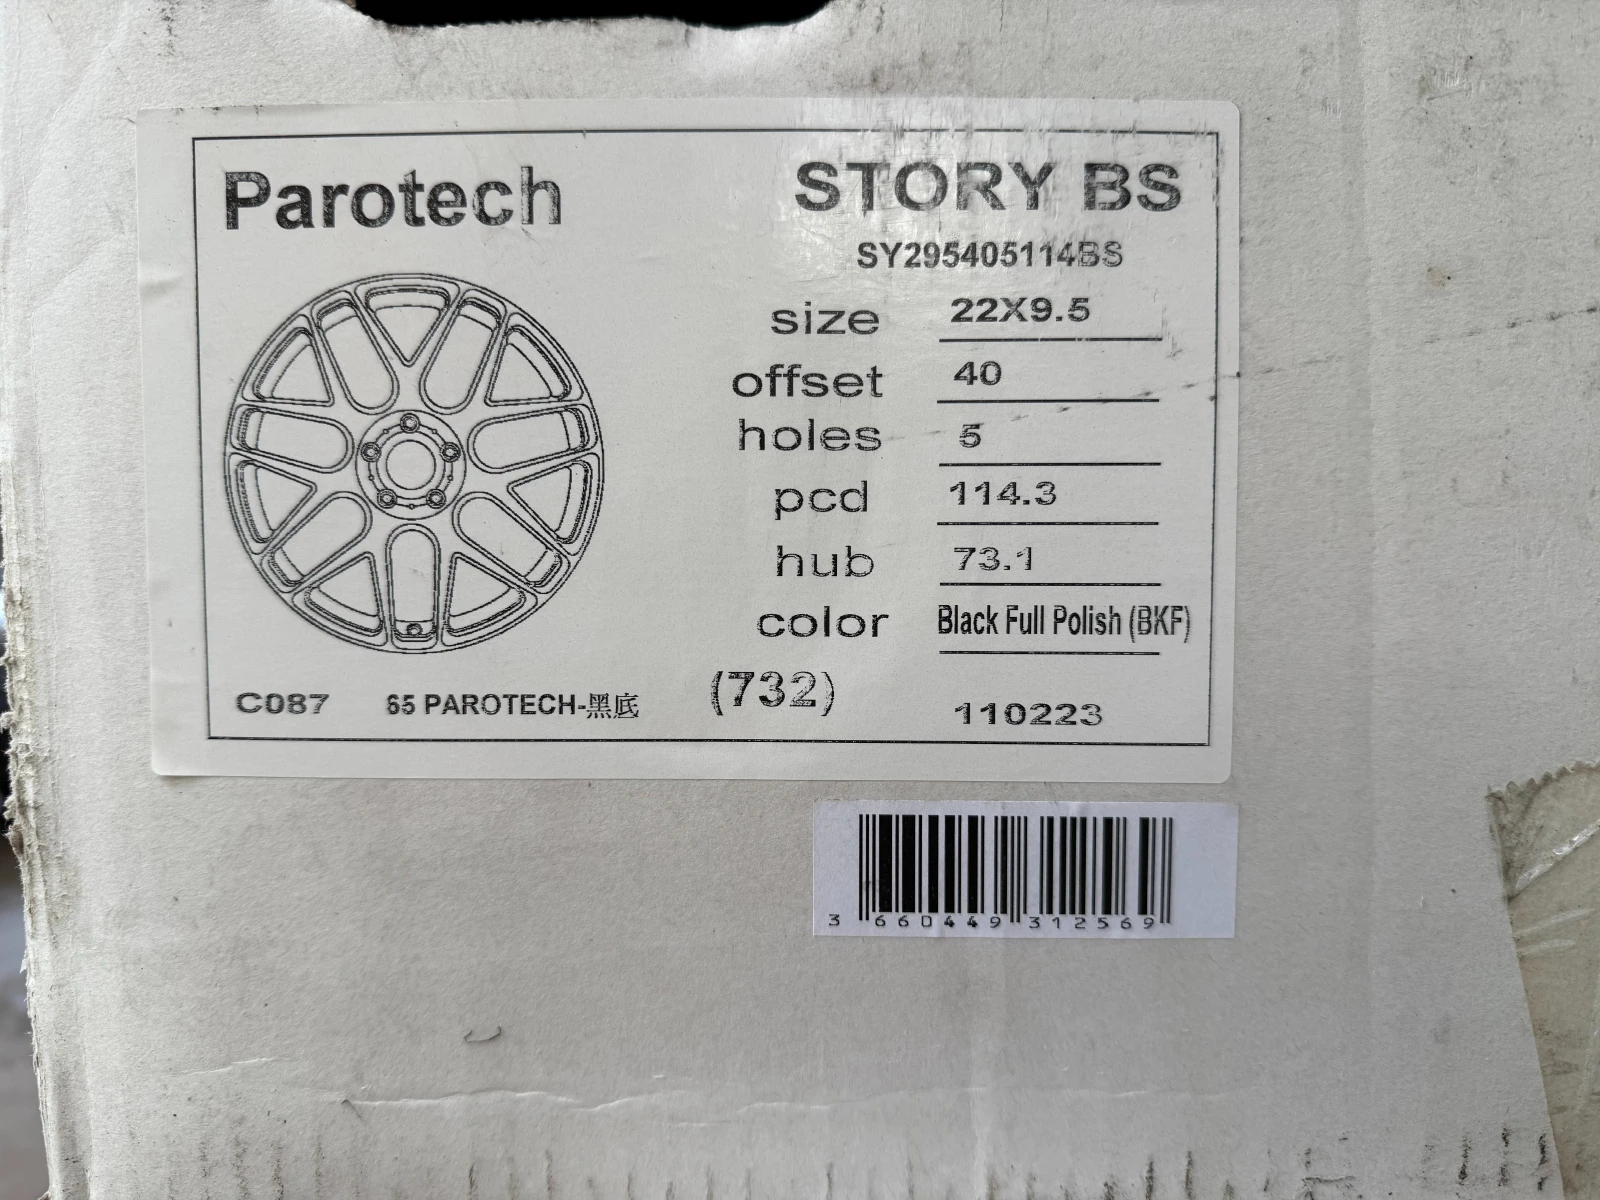 Parotech
STORY BS
SY295405114BS
size 22X9.5
offset 40
holes 5
pcd 114.3
hub 73.1
color Black Full Polish (BKF)
C087 65 PAROTECH-黑底 (732) 110223
3 660449 312569